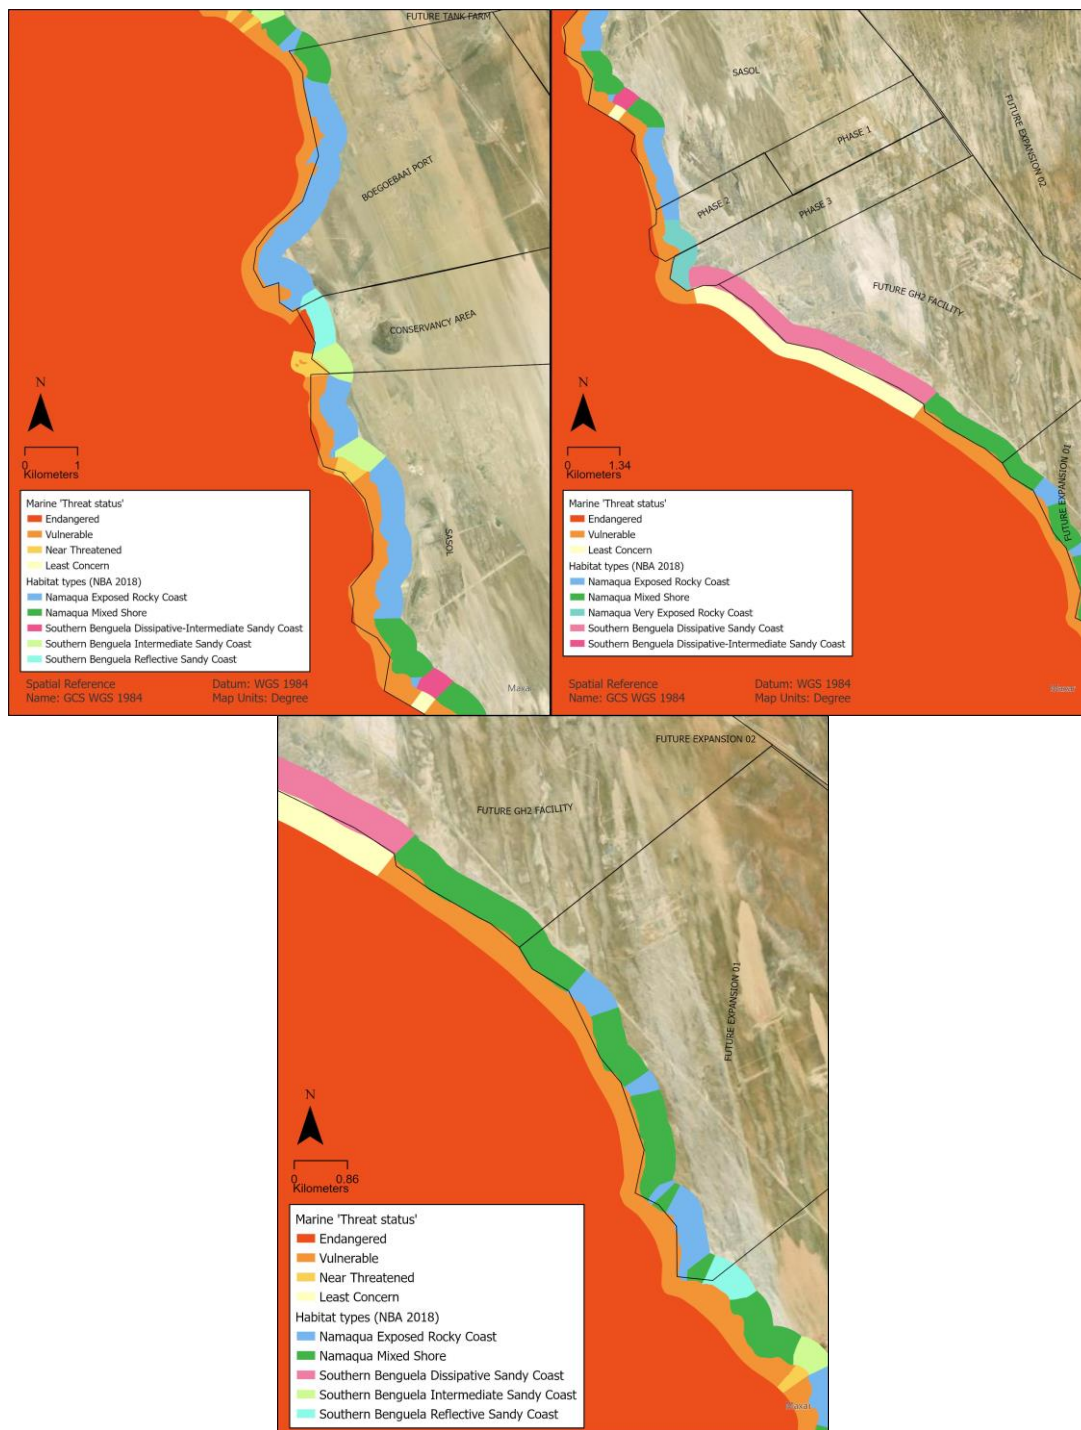 FUTURE TANK FARM
BOEGOEBAAI PORT
CONSERVANCY AREA
SASOL
N
0 1
Kilometers
Marine 'Threat status'
Endangered
Vulnerable
Near Threatened
Least Concern
Habitat types (NBA 2018)
Namaqua Exposed Rocky Coast
Namaqua Mixed Shore
Southern Benguela Dissipative-Intermediate Sandy Coast
Southern Benguela Intermediate Sandy Coast
Southern Benguela Reflective Sandy Coast
Spatial Reference
Name: GCS WGS 1984
Datum: WGS 1984
Map Units: Degree
Maxar
SASOL
PHASE 1
PHASE 2
PHASE 3
FUTURE EXPANSION 02
FUTURE GH2 FACILITY
FUTURE EXPANSION 01
N
0 1.34
Kilometers
Marine 'Threat status'
Endangered
Vulnerable
Least Concern
Habitat types (NBA 2018)
Namaqua Exposed Rocky Coast
Namaqua Mixed Shore
Namaqua Very Exposed Rocky Coast
Southern Benguela Dissipative Sandy Coast
Southern Benguela Dissipative-Intermediate Sandy Coast
Spatial Reference
Name: GCS WGS 1984
Datum: WGS 1984
Map Units: Degree
Maxar
FUTURE EXPANSION 02
FUTURE GH2 FACILITY
FUTURE EXPANSION 01
N
0 0.86
Kilometers
Marine 'Threat status'
Endangered
Vulnerable
Near Threatened
Least Concern
Habitat types (NBA 2018)
Namaqua Exposed Rocky Coast
Namaqua Mixed Shore
Southern Benguela Dissipative Sandy Coast
Southern Benguela Intermediate Sandy Coast
Southern Benguela Reflective Sandy Coast
Maxar